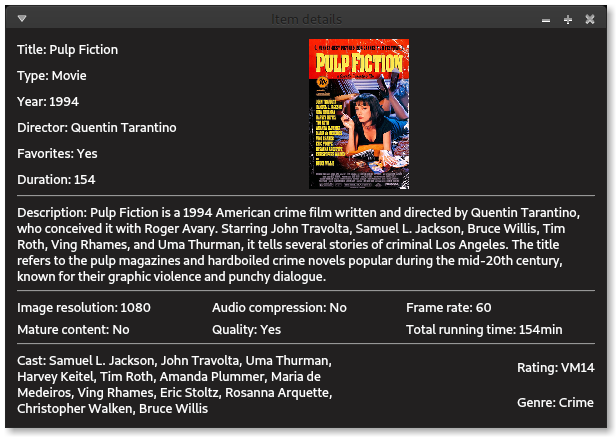 Item details
Title: Pulp Fiction
PULP FICTION
Type: Movie
Year: 1994
Director: Quentin Tarantino
Favorites: Yes
Duration: 154
Description: Pulp Fiction is a 1994 American crime film written and directed by Quentin Tarantino,
who conceived it with Roger Avary. Starring John Travolta, Samuel L. Jackson, Bruce Willis, Tim
Roth, Ving Rhames, and Uma Thurman, it tells several stories of criminal Los Angeles. The title
refers to the pulp magazines and hardboiled crime novels popular during the mid-20th century,
known for their graphic violence and punchy dialogue.
Image resolution: 1080 Audio compression: No Frame rate: 60
Mature content: No Quality: Yes Total running time: 154min
Cast: Samuel L. Jackson, John Travolta, Uma Thurman,
Harvey Keitel, Tim Roth, Amanda Plummer, Maria de
Medeiros, Ving Rhames, Eric Stoltz, Rosanna Arquette,
Christopher Walken, Bruce Willis
Rating: VM14
Genre: Crime